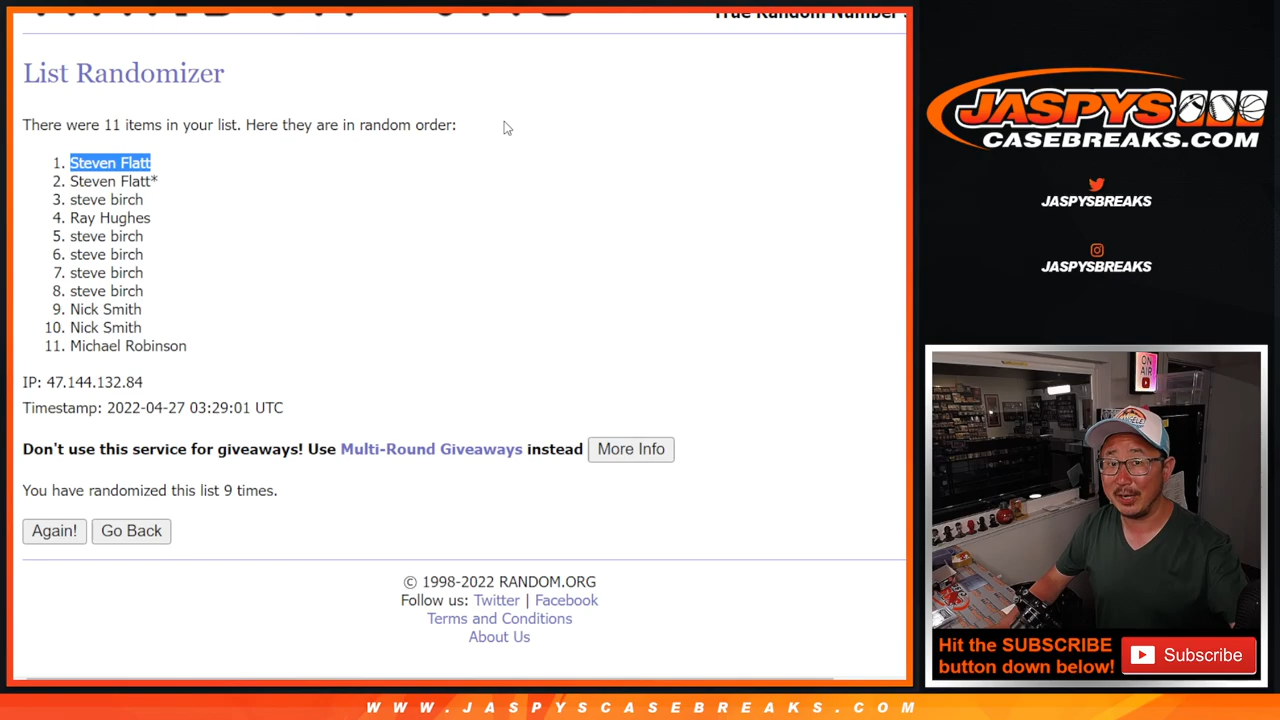 True Random Number
List Randomizer
There were 11 items in your list. Here they are in random order:
1. Steven Flatt
2. Steven Flatt*
3. steve birch
4. Ray Hughes
5. steve birch
6. steve birch
7. steve birch
8. steve birch
9. Nick Smith
10. Nick Smith
11. Michael Robinson
IP: 47.144.132.84
Timestamp: 2022-04-27 03:29:01 UTC
Don't use this service for giveaways! Use Multi-Round Giveaways instead More Info
You have randomized this list 9 times.
Again! Go Back
© 1998-2022 RANDOM.ORG
Follow us: Twitter | Facebook
Terms and Conditions
About Us
JASPYS
CASEBREAKS.COM
JASPYSBREAKS
JASPYSBREAKS
ON
AIR
Hit the SUBSCRIBE
button down below!
Subscribe
WWW.JASPYSCASEBREAKS.COM